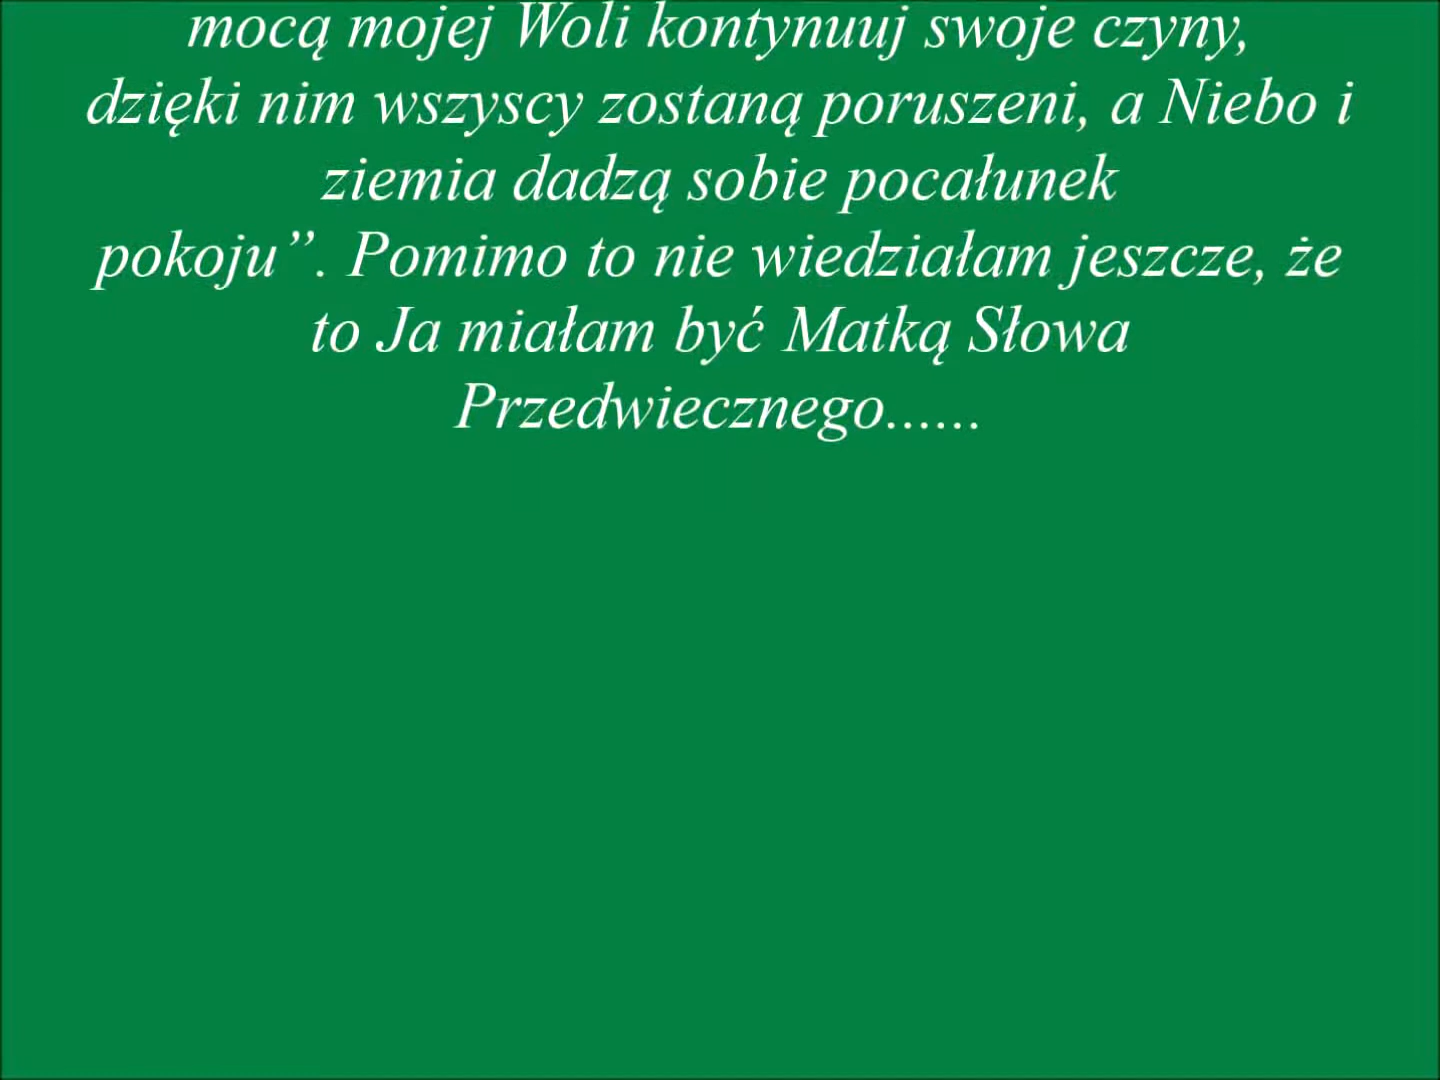 mocą mojej Woli kontynuuj swoje czyny,
dzięki nim wszyscy zostaną poruszeni, a Niebo i
ziemia dadzą sobie pocałunek
pokoju”. Pomimo to nie wiedziałam jeszcze, że
to Ja miałam być Matką Słowa
Przedwiecznego......